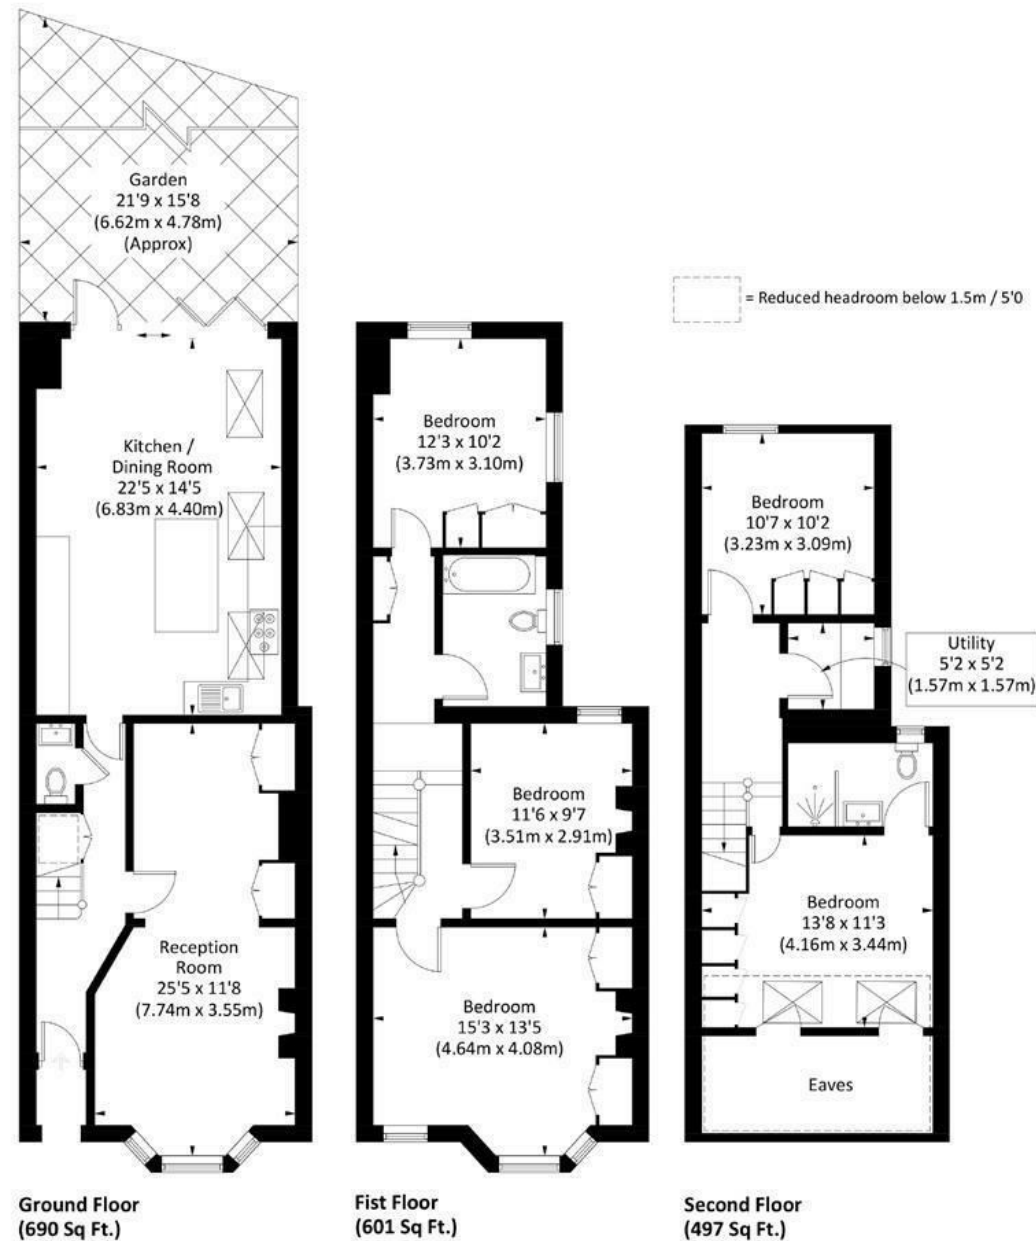 Garden
21'9 x 15'8
(6.62m x 4.78m)
(Approx)
= Reduced headroom below 1.5m / 5'0
Kitchen /
Dining Room
22'5 x 14'5
(6.83m x 4.40m)
Bedroom
12'3 x 10'2
(3.73m x 3.10m)
Bedroom
10'7 x 10'2
(3.23m x 3.09m)
Utility
5'2 x 5'2
(1.57m x 1.57m)
Bedroom
11'6 x 9'7
(3.51m x 2.91m)
Bedroom
13'8 x 11'3
(4.16m x 3.44m)
Reception
Room
25'5 x 11'8
(7.74m x 3.55m)
Bedroom
15'3 x 13'5
(4.64m x 4.08m)
Eaves
Ground Floor
(690 Sq Ft.)
Fist Floor
(601 Sq Ft.)
Second Floor
(497 Sq Ft.)